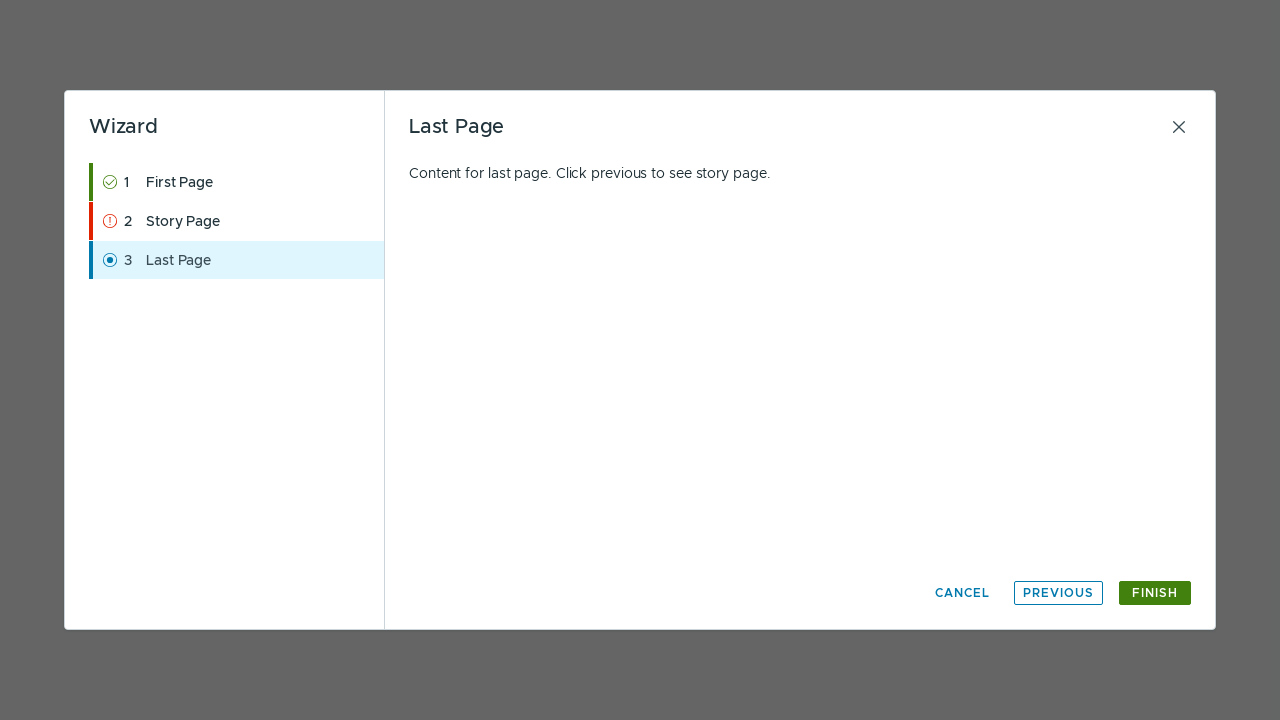 Wizard
1 First Page
2 Story Page
3 Last Page
Last Page
Content for last page. Click previous to see story page.
CANCEL PREVIOUS FINISH